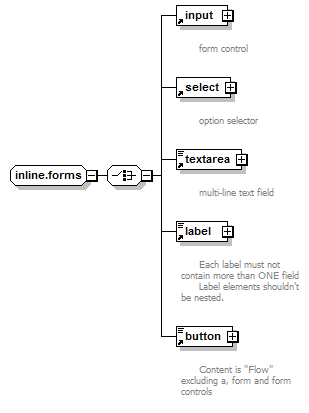 input
form control
select
option selector
inline.forms
textarea
multi-line text field
label
Each label must not
contain more than ONE field
Label elements shouldn't
be nested.
button
Content is "Flow"
excluding a, form and form
controls